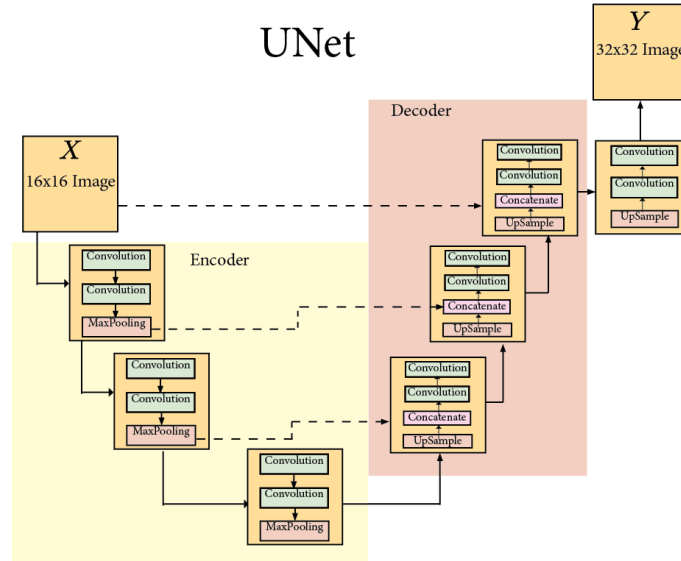 UNet
Y
32x32 Image
Decoder
X
16x16 Image
Convolution
Convolution
Concatenate
UpSample
Convolution
Convolution
UpSample
Encoder
Convolution
Convolution
MaxPooling
Convolution
Convolution
Concatenate
UpSample
Convolution
Convolution
MaxPooling
Convolution
Convolution
Concatenate
UpSample
Convolution
Convolution
MaxPooling